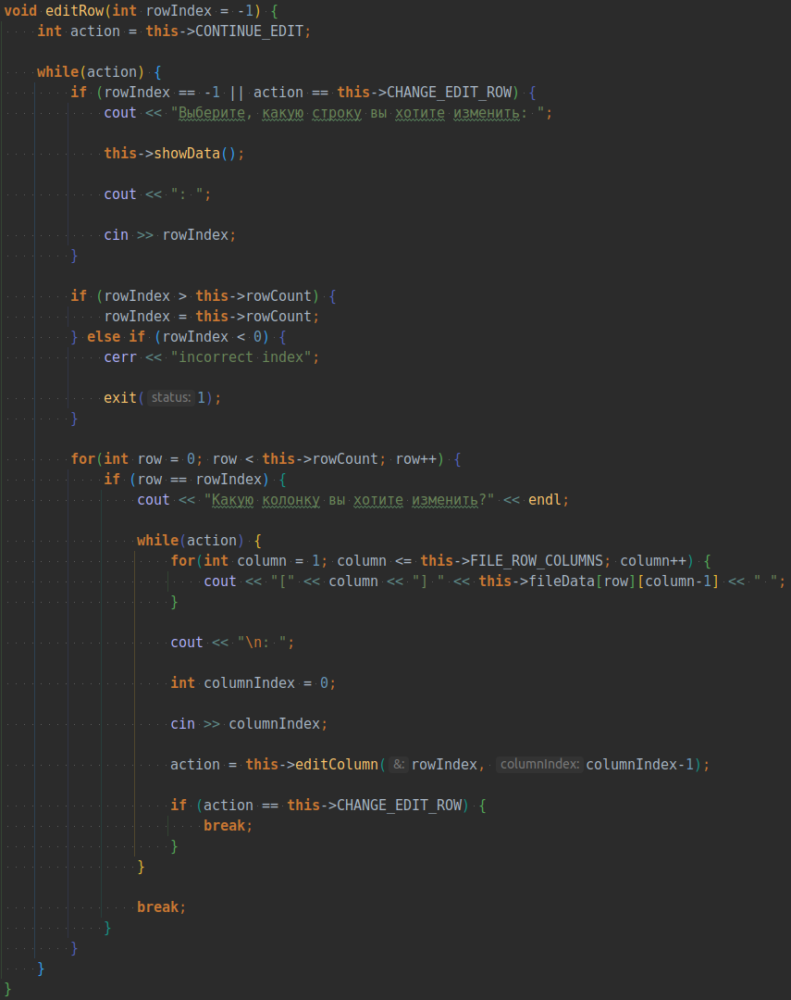 void editRow(int rowIndex = -1) {
int action = this->CONTINUE_EDIT;
while(action) {
if (rowIndex == -1 || action == this->CHANGE_EDIT_ROW) {
cout << "Выберите, какую строку вы хотите изменить: ";
this->showData();
cout << ": ";
cin >> rowIndex;
}
if (rowIndex > this->rowCount) {
rowIndex = this->rowCount;
} else if (rowIndex < 0) {
cerr << "incorrect index";
exit( status: 1);
}
for(int row = 0; row < this->rowCount; row++) {
if (row == rowIndex) {
cout << "Какую колонку вы хотите изменить?" << endl;
while(action) {
for(int column = 1; column <= this->FILE_ROW_COLUMNS; column++) {
cout << "[" << column << "] " << this->fileData[row][column-1] << " ";
}
cout << "\n: ";
int columnIndex = 0;
cin >> columnIndex;
action = this->editColumn( &: rowIndex, columnIndex: columnIndex-1);
if (action == this->CHANGE_EDIT_ROW) {
break;
}
}
break;
}
}
}
}